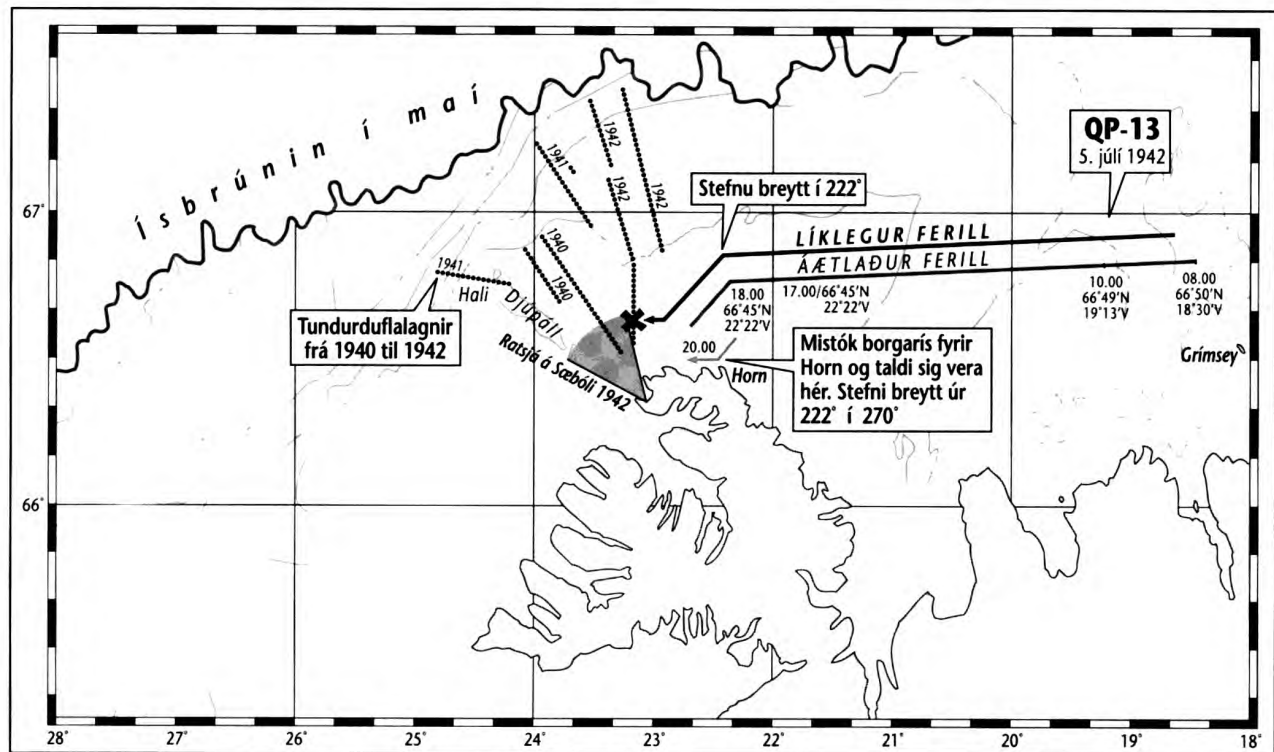 Ísbrúnin í maí
QP-13
5. júlí 1942
1942
1941
1942
1942
Stefnu breytt í 222°
67°
LÍKLEGUR FERILL
ÁÆTLAÐUR FERILL
1940
1940
1941
Hali
Djúpáll
18.00
66°45'N
22°22'V
17.00/66°45'N
22°22'V
10.00
66°49'N
19°13'V
08.00
66°50'N
18°30'V
Tundurduflalagnir
frá 1940 til 1942
Ratsjá á Sæbóli 1942
20.00
Horn
Mistók borgarís fyrir
Horn og taldi sig vera
hér. Stefni breytt úr
222° í 270°
Grímsey
66°
28° 27° 26° 25° 24° 23° 22° 21° 20° 19° 18°